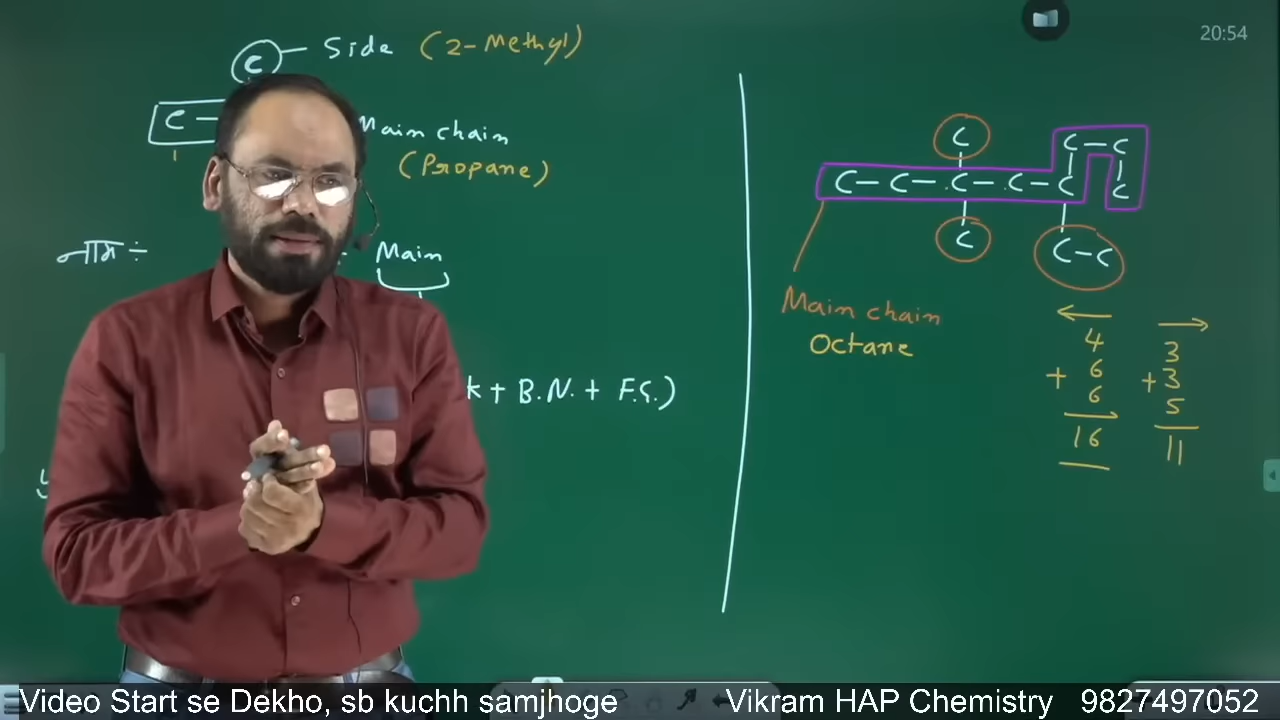 20:54
C – Side (2-Methyl)
C – Main chain
1 (Propane)
नाम ÷ : Main
k + B.N. + F.G.)
C
C – C
C – C – C – C – C C
C
C – C
Main chain
Octane
← →
4 3
+ 6 + 3
6 5
16 11
Video Start se Dekho, sb kuchh samjhoge Vikram HAP Chemistry 9827497052